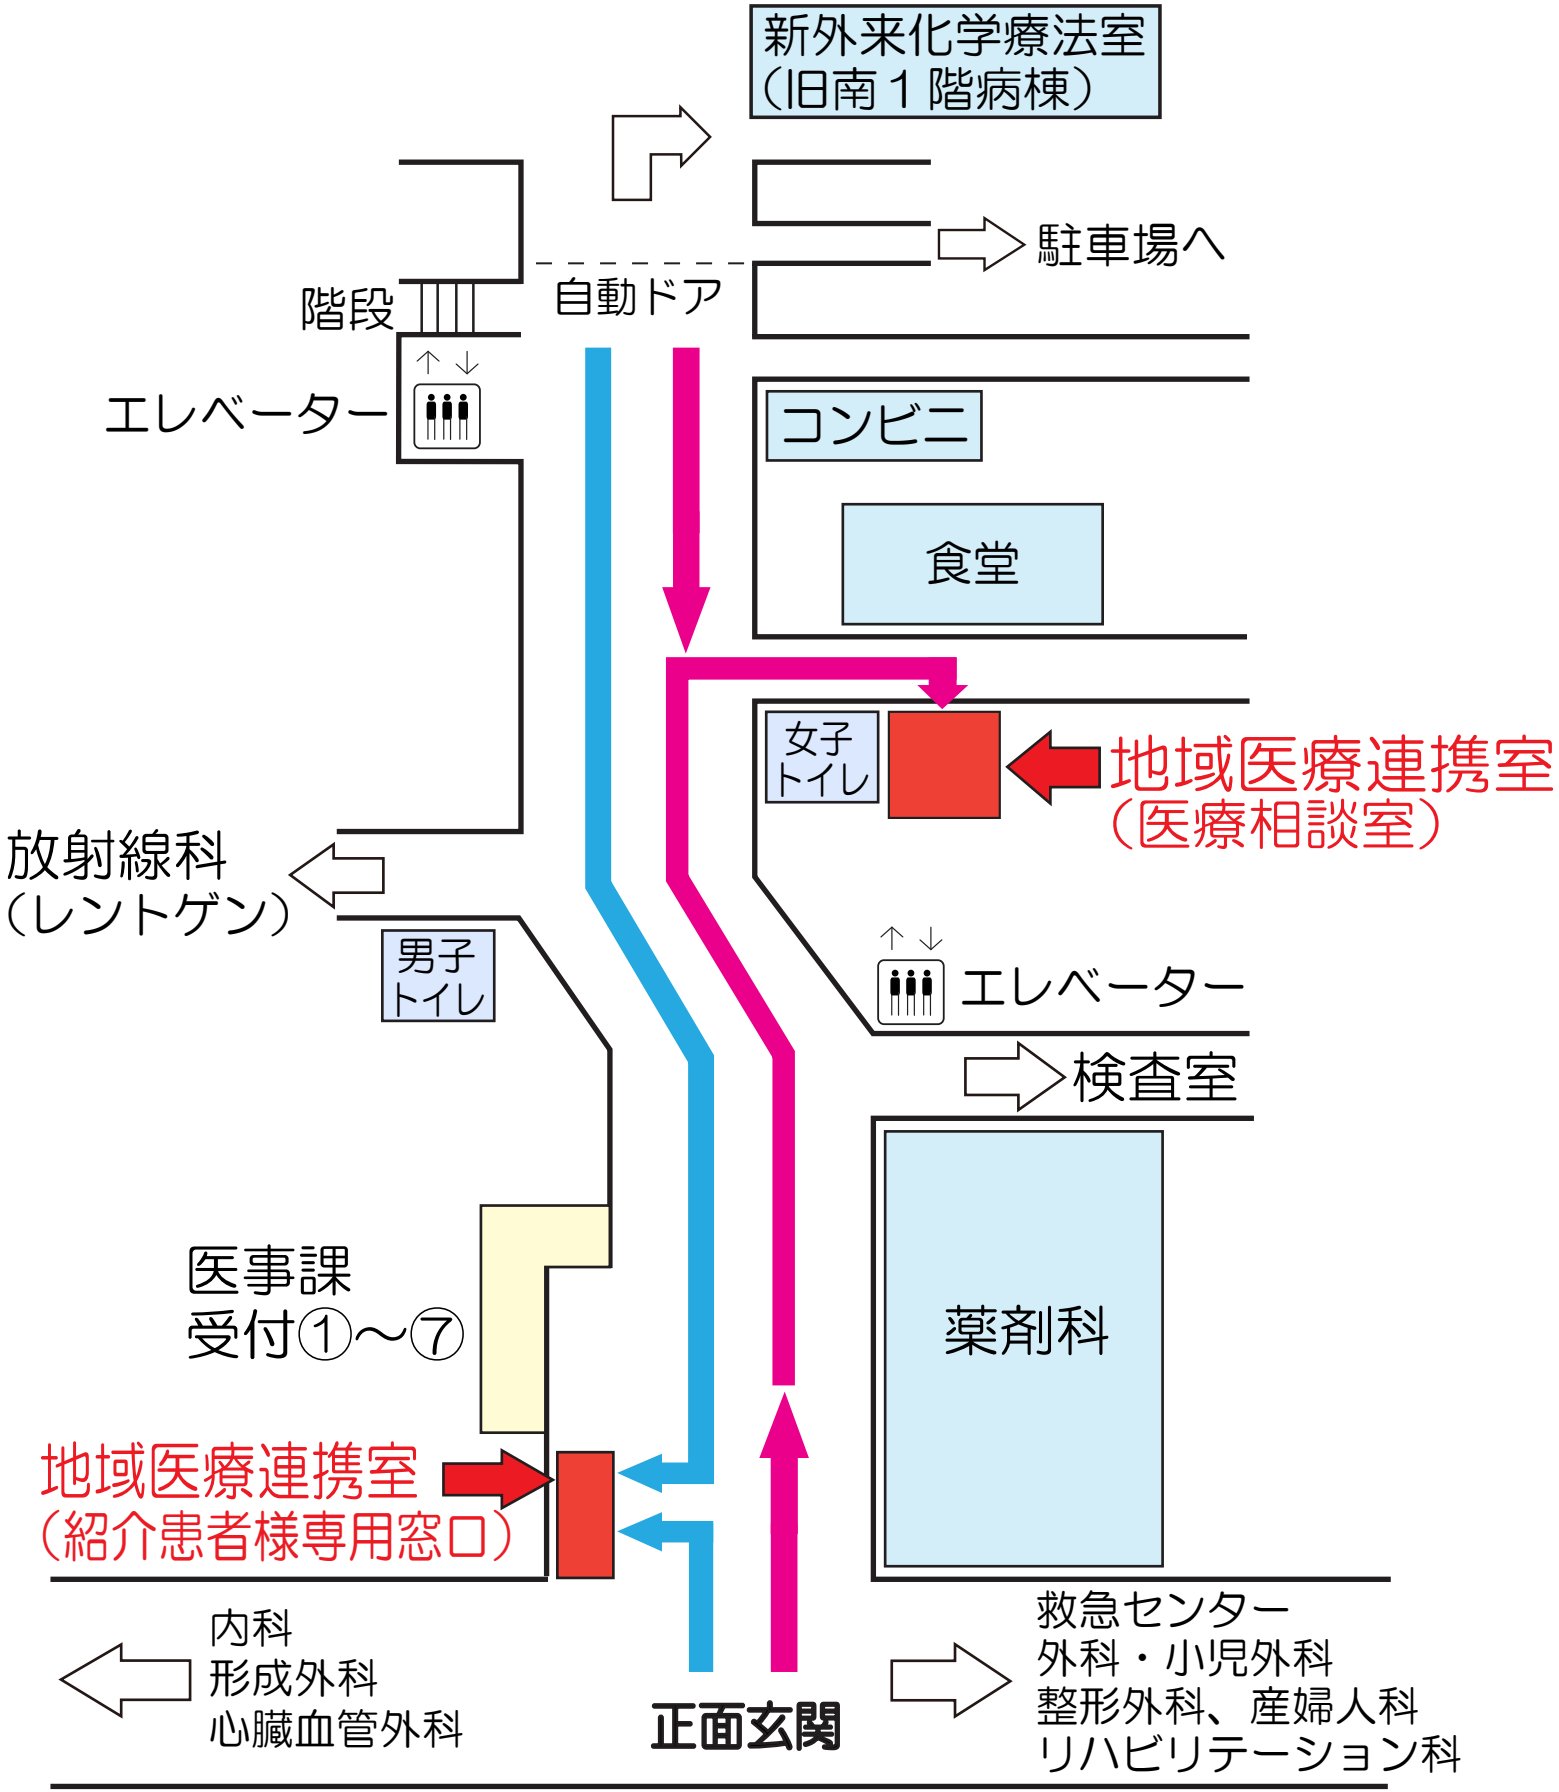 新外来化学療法室
（旧南１階病棟）
駐車場へ
自動ドア
階段
エレベーター
コンビニ
食堂
女子
トイレ
地域医療連携室
（医療相談室）
放射線科
（レントゲン）
男子
トイレ
エレベーター
検査室
医事課
受付①～⑦
薬剤科
地域医療連携室
（紹介患者様専用窓口）
内科
形成外科
心臓血管外科
正面玄関
救急センター
外科・小児外科
整形外科、産婦人科
リハビリテーション科